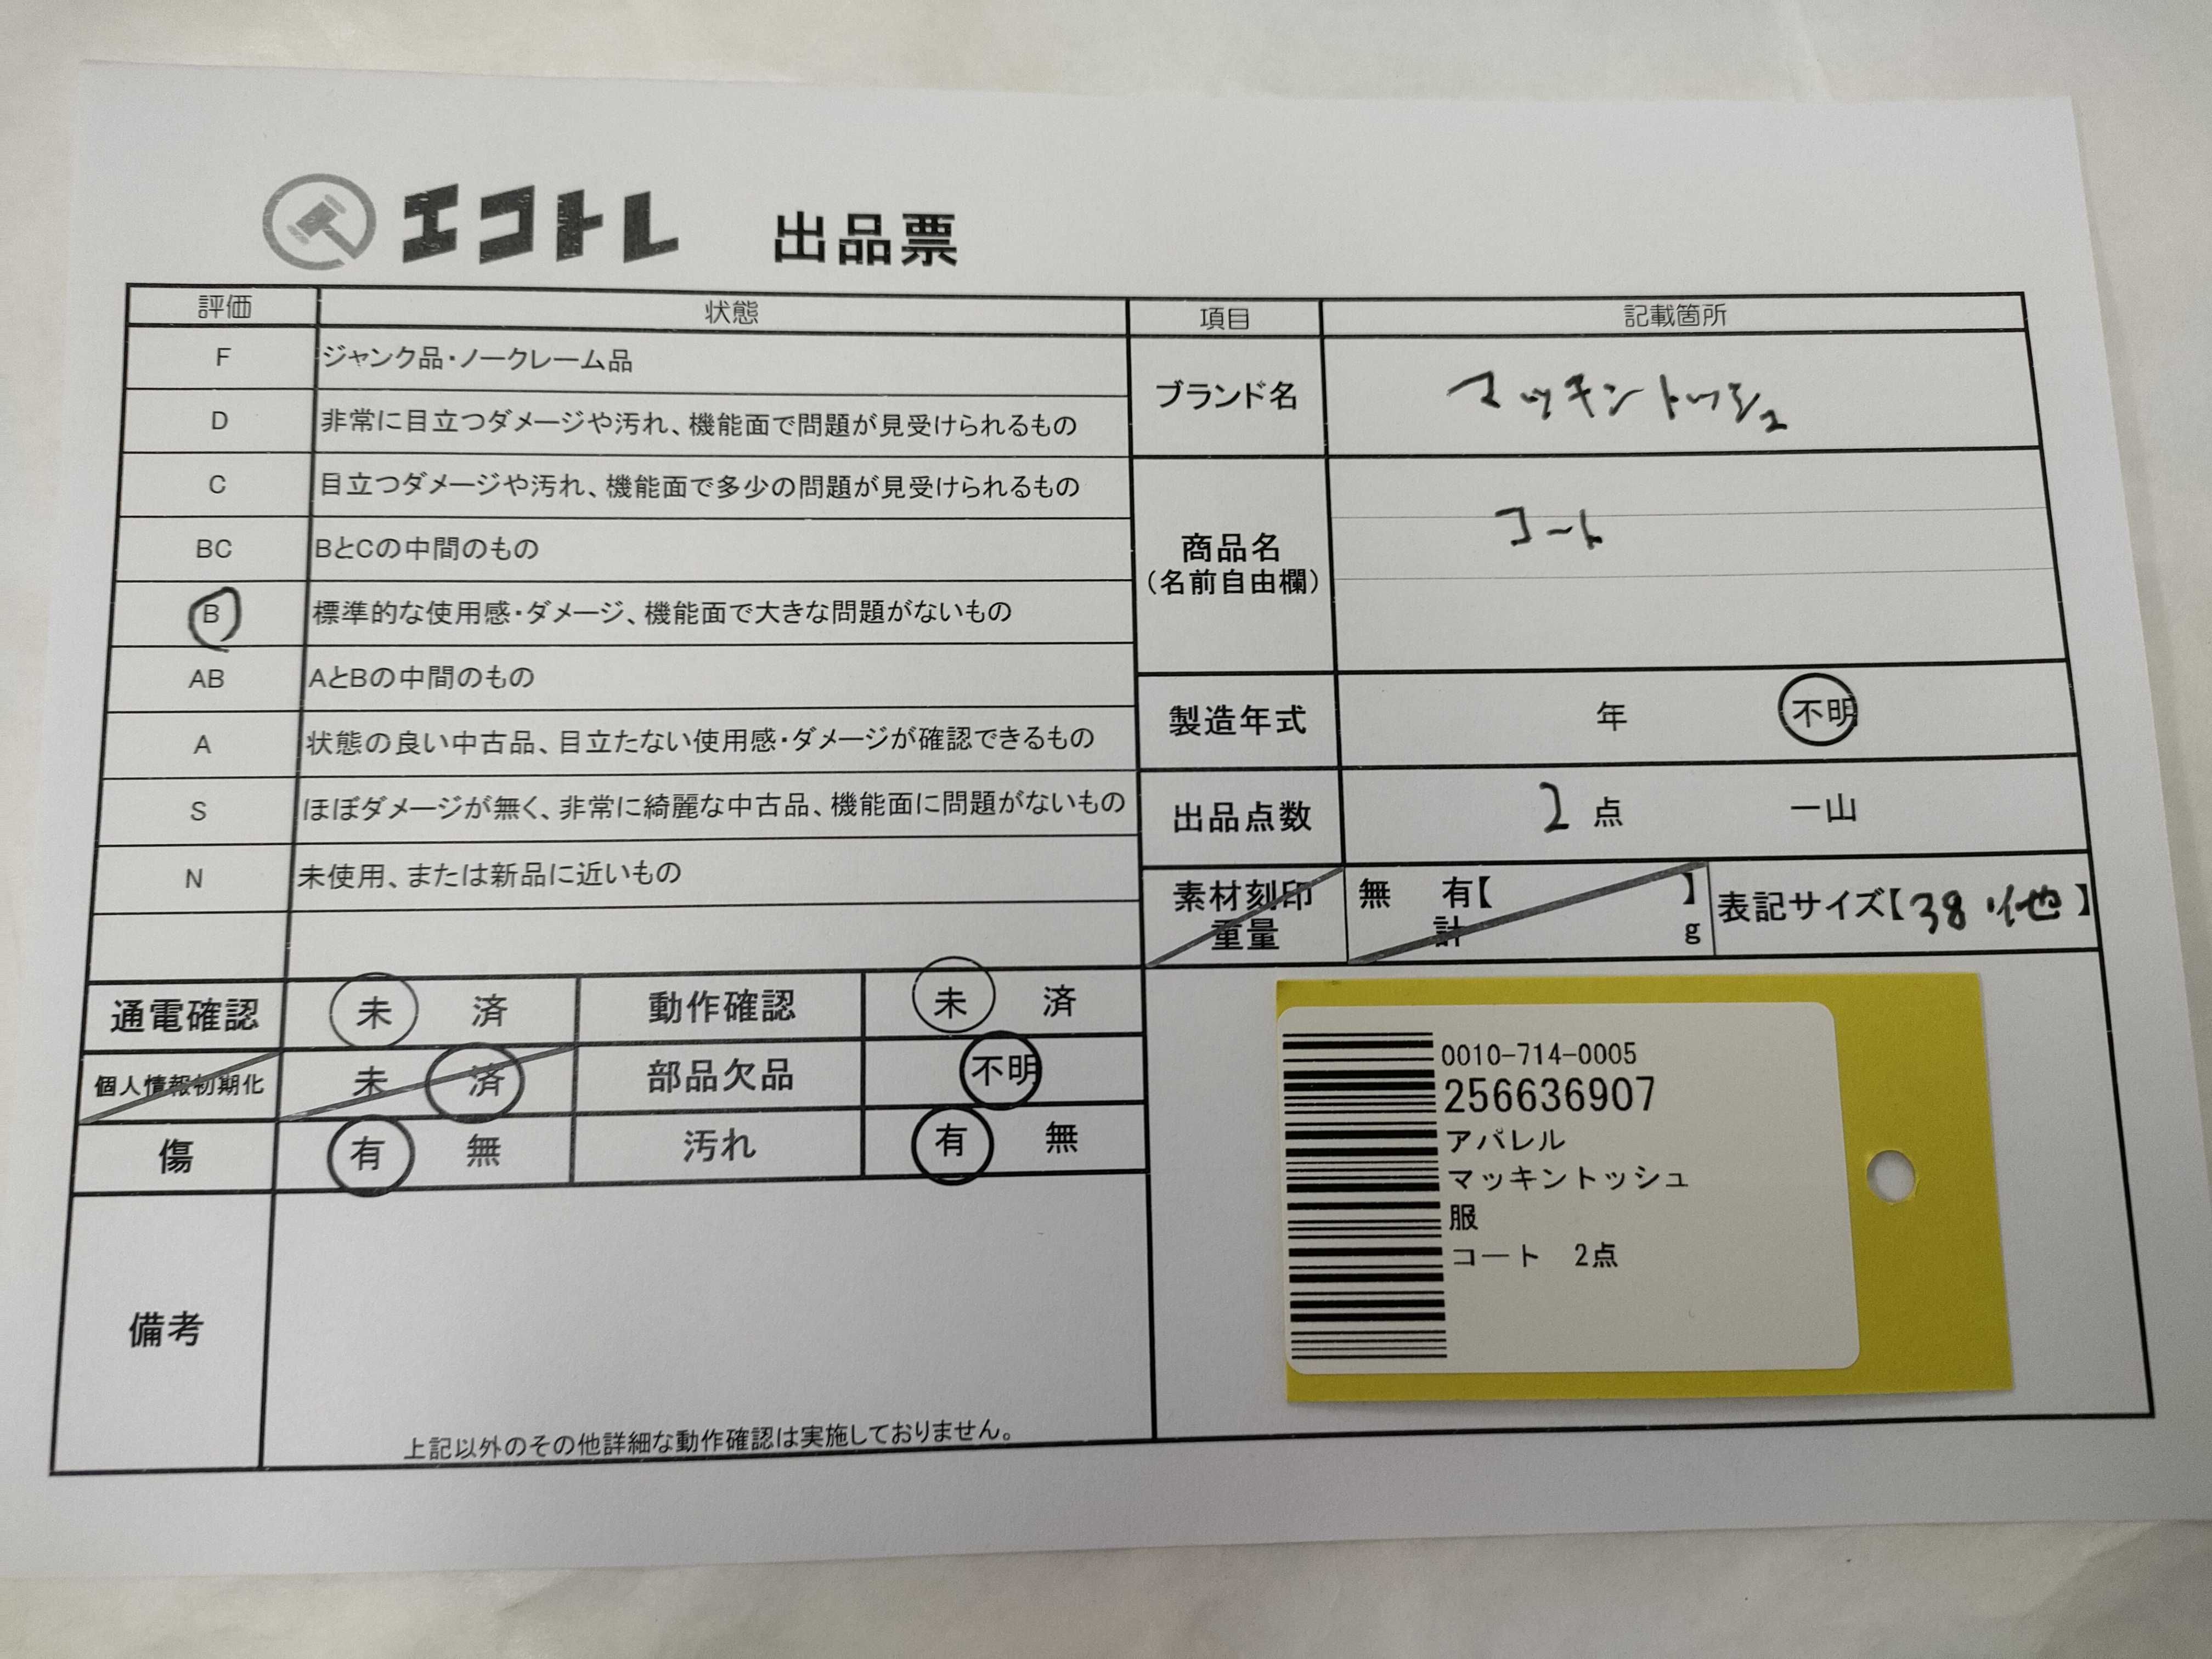 エコトレ 出品票
評価 状態
F ジャンク品・ノークレーム品
D 非常に目立つダメージや汚れ、機能面で問題が見受けられるもの
C 目立つダメージや汚れ、機能面で多少の問題が見受けられるもの
BC BとCの中間のもの
B 標準的な使用感・ダメージ、機能面で大きな問題がないもの
AB AとBの中間のもの
A 状態の良い中古品、目立たない使用感・ダメージが確認できるもの
S ほぼダメージが無く、非常に綺麗な中古品、機能面に問題がないもの
N 未使用、または新品に近いもの
項目 記載箇所
ブランド名 マッキントッシュ
商品名
(名前自由欄)
コート
製造年式 年 不明
出品点数 2 点 一山
素材刻印 無 有【 】
重量 計 g
表記サイズ【38・他】
通電確認 未 済 動作確認 未 済
個人情報初期化 未 済 部品欠品 不明
傷 有 無 汚れ 有 無
備考
上記以外のその他詳細な動作確認は実施しておりません。
0010-714-0005
256636907
アパレル
マッキントッシュ
服
コート 2点